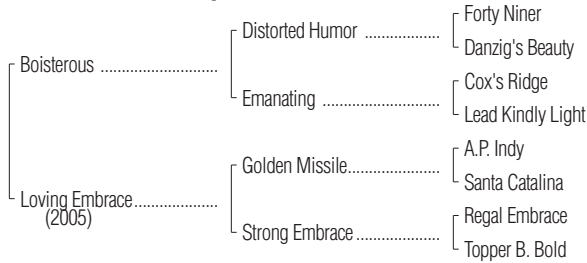 Forty Niner
Distorted Humor ..................
Danzig's Beauty
Boisterous ............................
Cox's Ridge
Emanating ............................
Lead Kindly Light
A.P. Indy
Golden Missile......................
Santa Catalina
Loving Embrace....................
(2005)
Regal Embrace
Strong Embrace ....................
Topper B. Bold